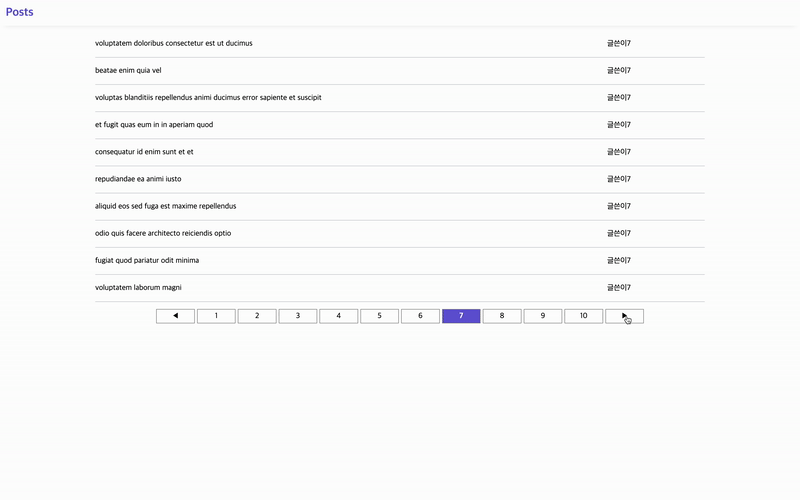 Posts
voluptatem doloribus consectetur est ut ducimus 글쓴이7
beatae enim quia vel 글쓴이7
voluptas blanditiis repellendus animi ducimus error sapiente et suscipit 글쓴이7
et fugit quas eum in in aperiam quod 글쓴이7
consequatur id enim sunt et et 글쓴이7
repudiandae ea animi iusto 글쓴이7
aliquid eos sed fuga est maxime repellendus 글쓴이7
odio quis facere architecto reiciendis optio 글쓴이7
fugiat quod pariatur odit minima 글쓴이7
voluptatem laborum magni 글쓴이7
◀ 1 2 3 4 5 6 7 8 9 10 ▶